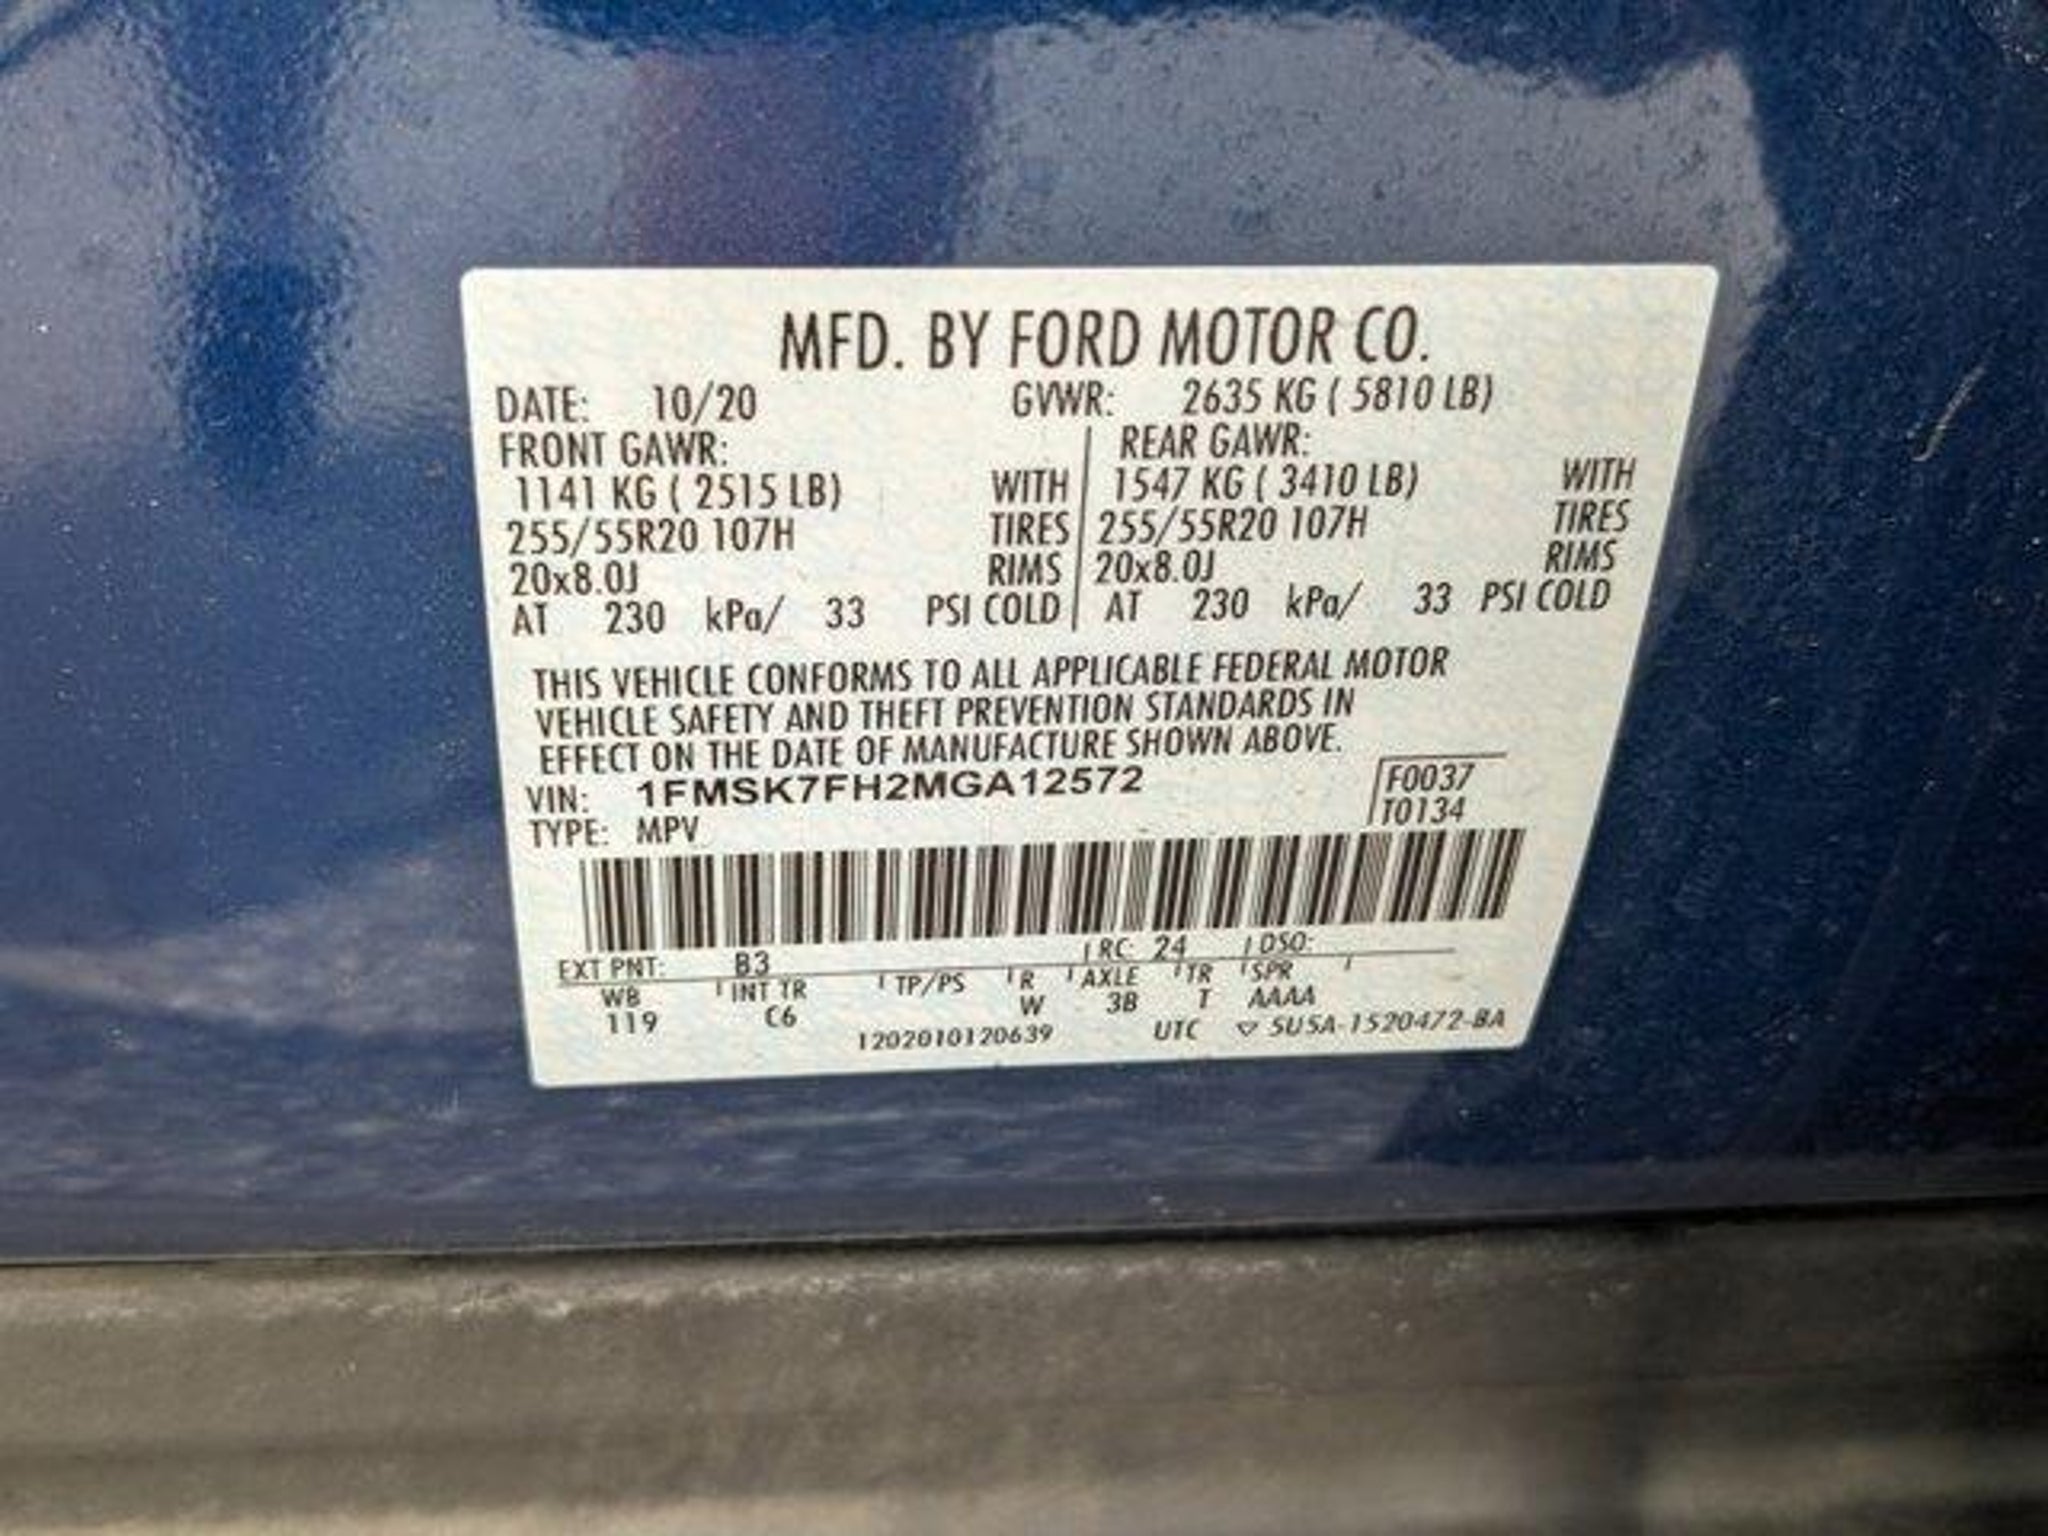 MFD. BY FORD MOTOR CO.
DATE: 10/20 GVWR: 2635 KG ( 5810 LB)
FRONT GAWR: REAR GAWR:
1141 KG ( 2515 LB) WITH 1547 KG ( 3410 LB) WITH
255/55R20 107H TIRES 255/55R20 107H TIRES
20x8.0J RIMS 20x8.0J RIMS
AT 230 kPa/ 33 PSI COLD AT 230 kPa/ 33 PSI COLD
THIS VEHICLE CONFORMS TO ALL APPLICABLE FEDERAL MOTOR
VEHICLE SAFETY AND THEFT PREVENTION STANDARDS IN
EFFECT ON THE DATE OF MANUFACTURE SHOWN ABOVE.
VIN: 1FMSK7FH2MGA12572 F0037
TYPE: MPV T0134
EXT PNT: B3 RC: 24 DSO:
WB INT TR TP/PS R AXLE TR SPR
119 C6 W 3B T AAAA
1202010120639 UTC ▽ 5U5A-1520472-BA